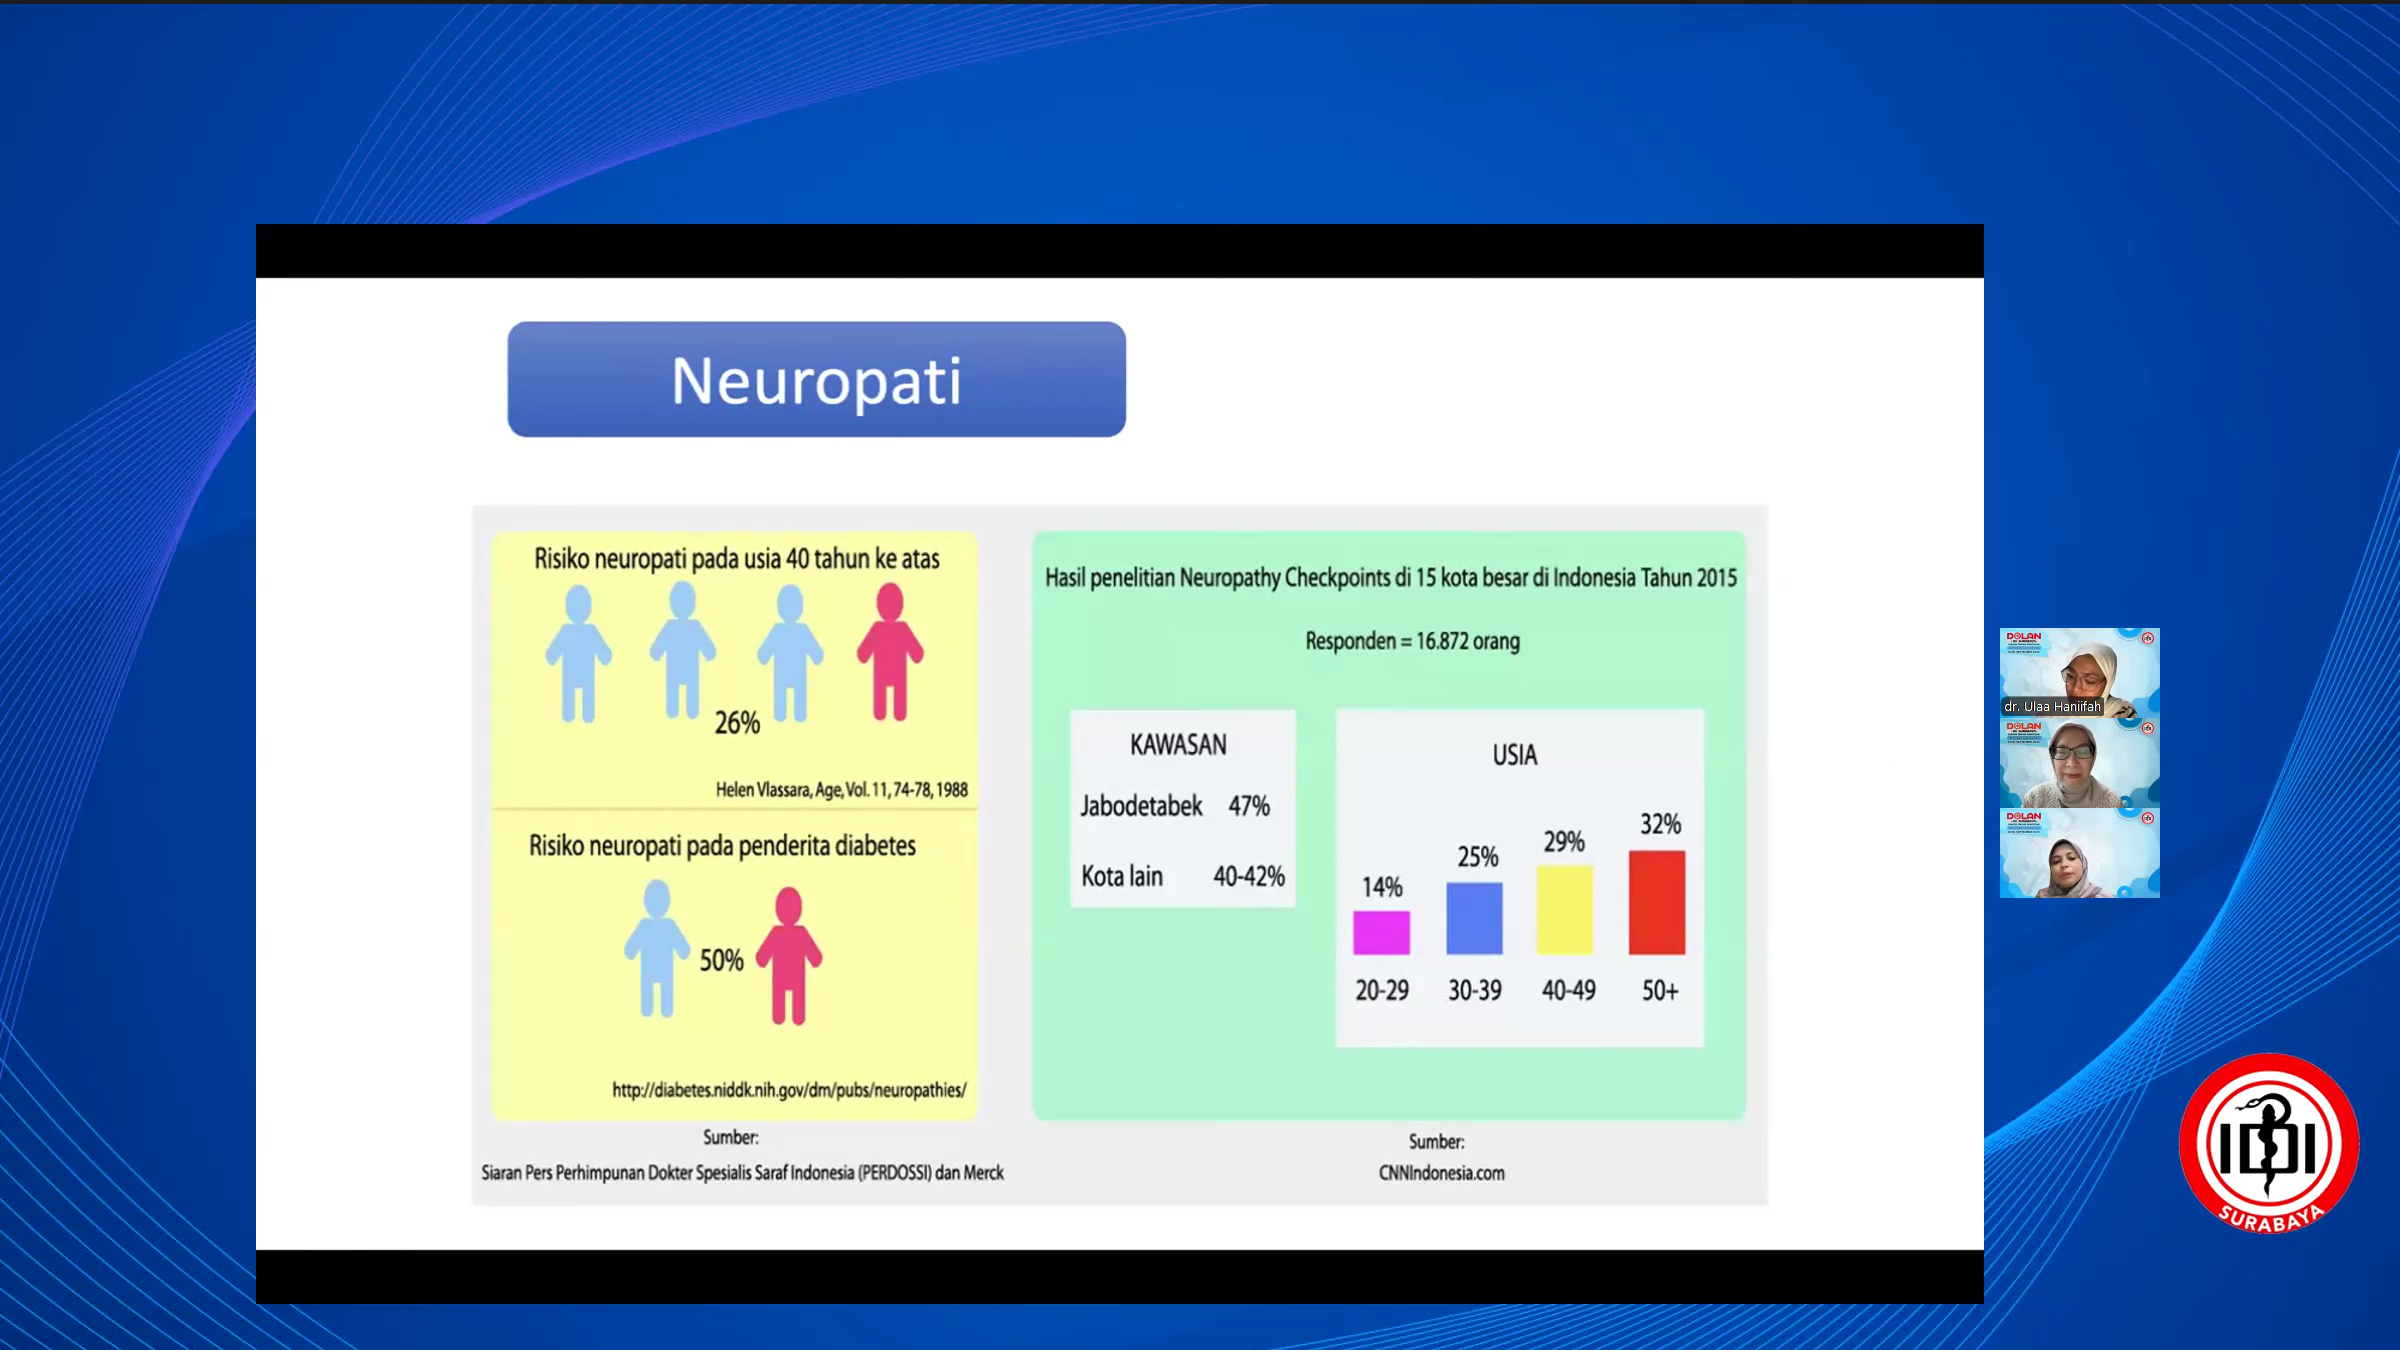 Neuropati
Risiko neuropati pada usia 40 tahun ke atas
26%
Helen Vlassara, Age, Vol. 11, 74-78, 1988
Risiko neuropati pada penderita diabetes
50%
http://diabetes.niddk.nih.gov/dm/pubs/neuropathies/
Sumber:
Siaran Pers Perhimpunan Dokter Spesialis Saraf Indonesia (PERDOSSI) dan Merck
Hasil penelitian Neuropathy Checkpoints di 15 kota besar di Indonesia Tahun 2015
Responden = 16.872 orang
KAWASAN
Jabodetabek 47%
Kota lain 40-42%
USIA
14% 25% 29% 32%
20-29 30-39 40-49 50+
Sumber:
CNNIndonesia.com
DOLAN
dr. Ulaa Haniifah
DOLAN
DOLAN
IDI
SURABAYA